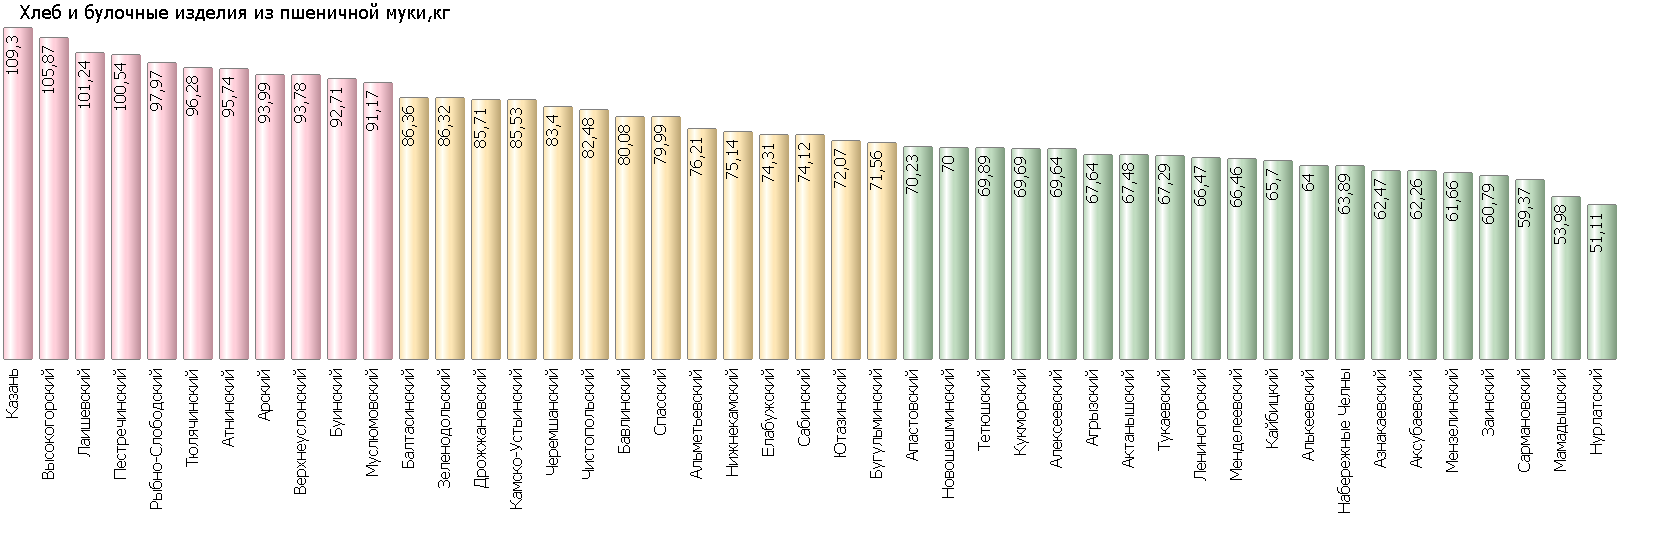 Хлеб и булочные изделия из пшеничной муки,кг
109,3
105,87
101,24
100,54
97,97
96,28
95,74
93,99
93,78
92,71
91,17
86,36
86,32
85,71
85,53
83,4
82,48
80,08
79,99
76,21
75,14
74,31
74,12
72,07
71,56
70,23
70
69,89
69,69
69,64
67,64
67,48
67,29
66,47
66,46
65,7
64
63,89
62,47
62,26
61,66
60,79
59,37
53,98
51,11
Казань
Высокогорский
Лаишевский
Пестречинский
Рыбно-Слободский
Тюлячинский
Атнинский
Арский
Верхнеуслонский
Буинский
Муслюмовский
Балтасинский
Зеленодольский
Дрожжановский
Камско-Устьинский
Черемшанский
Чистопольский
Бавлинский
Спасский
Альметьевский
Нижнекамский
Елабужский
Сабинский
Ютазинский
Бугульминский
Апастовский
Новошешминский
Тетюшский
Кукморский
Алексеевский
Агрызский
Актанышский
Тукаевский
Лениногорский
Менделеевский
Кайбицкий
Алькеевский
Набережные Челны
Азнакаевский
Аксубаевский
Мензелинский
Заинский
Сармановский
Мамадышский
Нурлатский